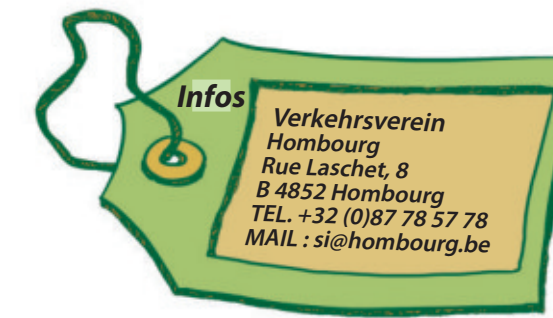 Infos
Verkehrsverein
Hombourg
Rue Laschet, 8
B 4852 Hombourg
TEL. +32 (0)87 78 57 78
MAIL : si@hombourg.be